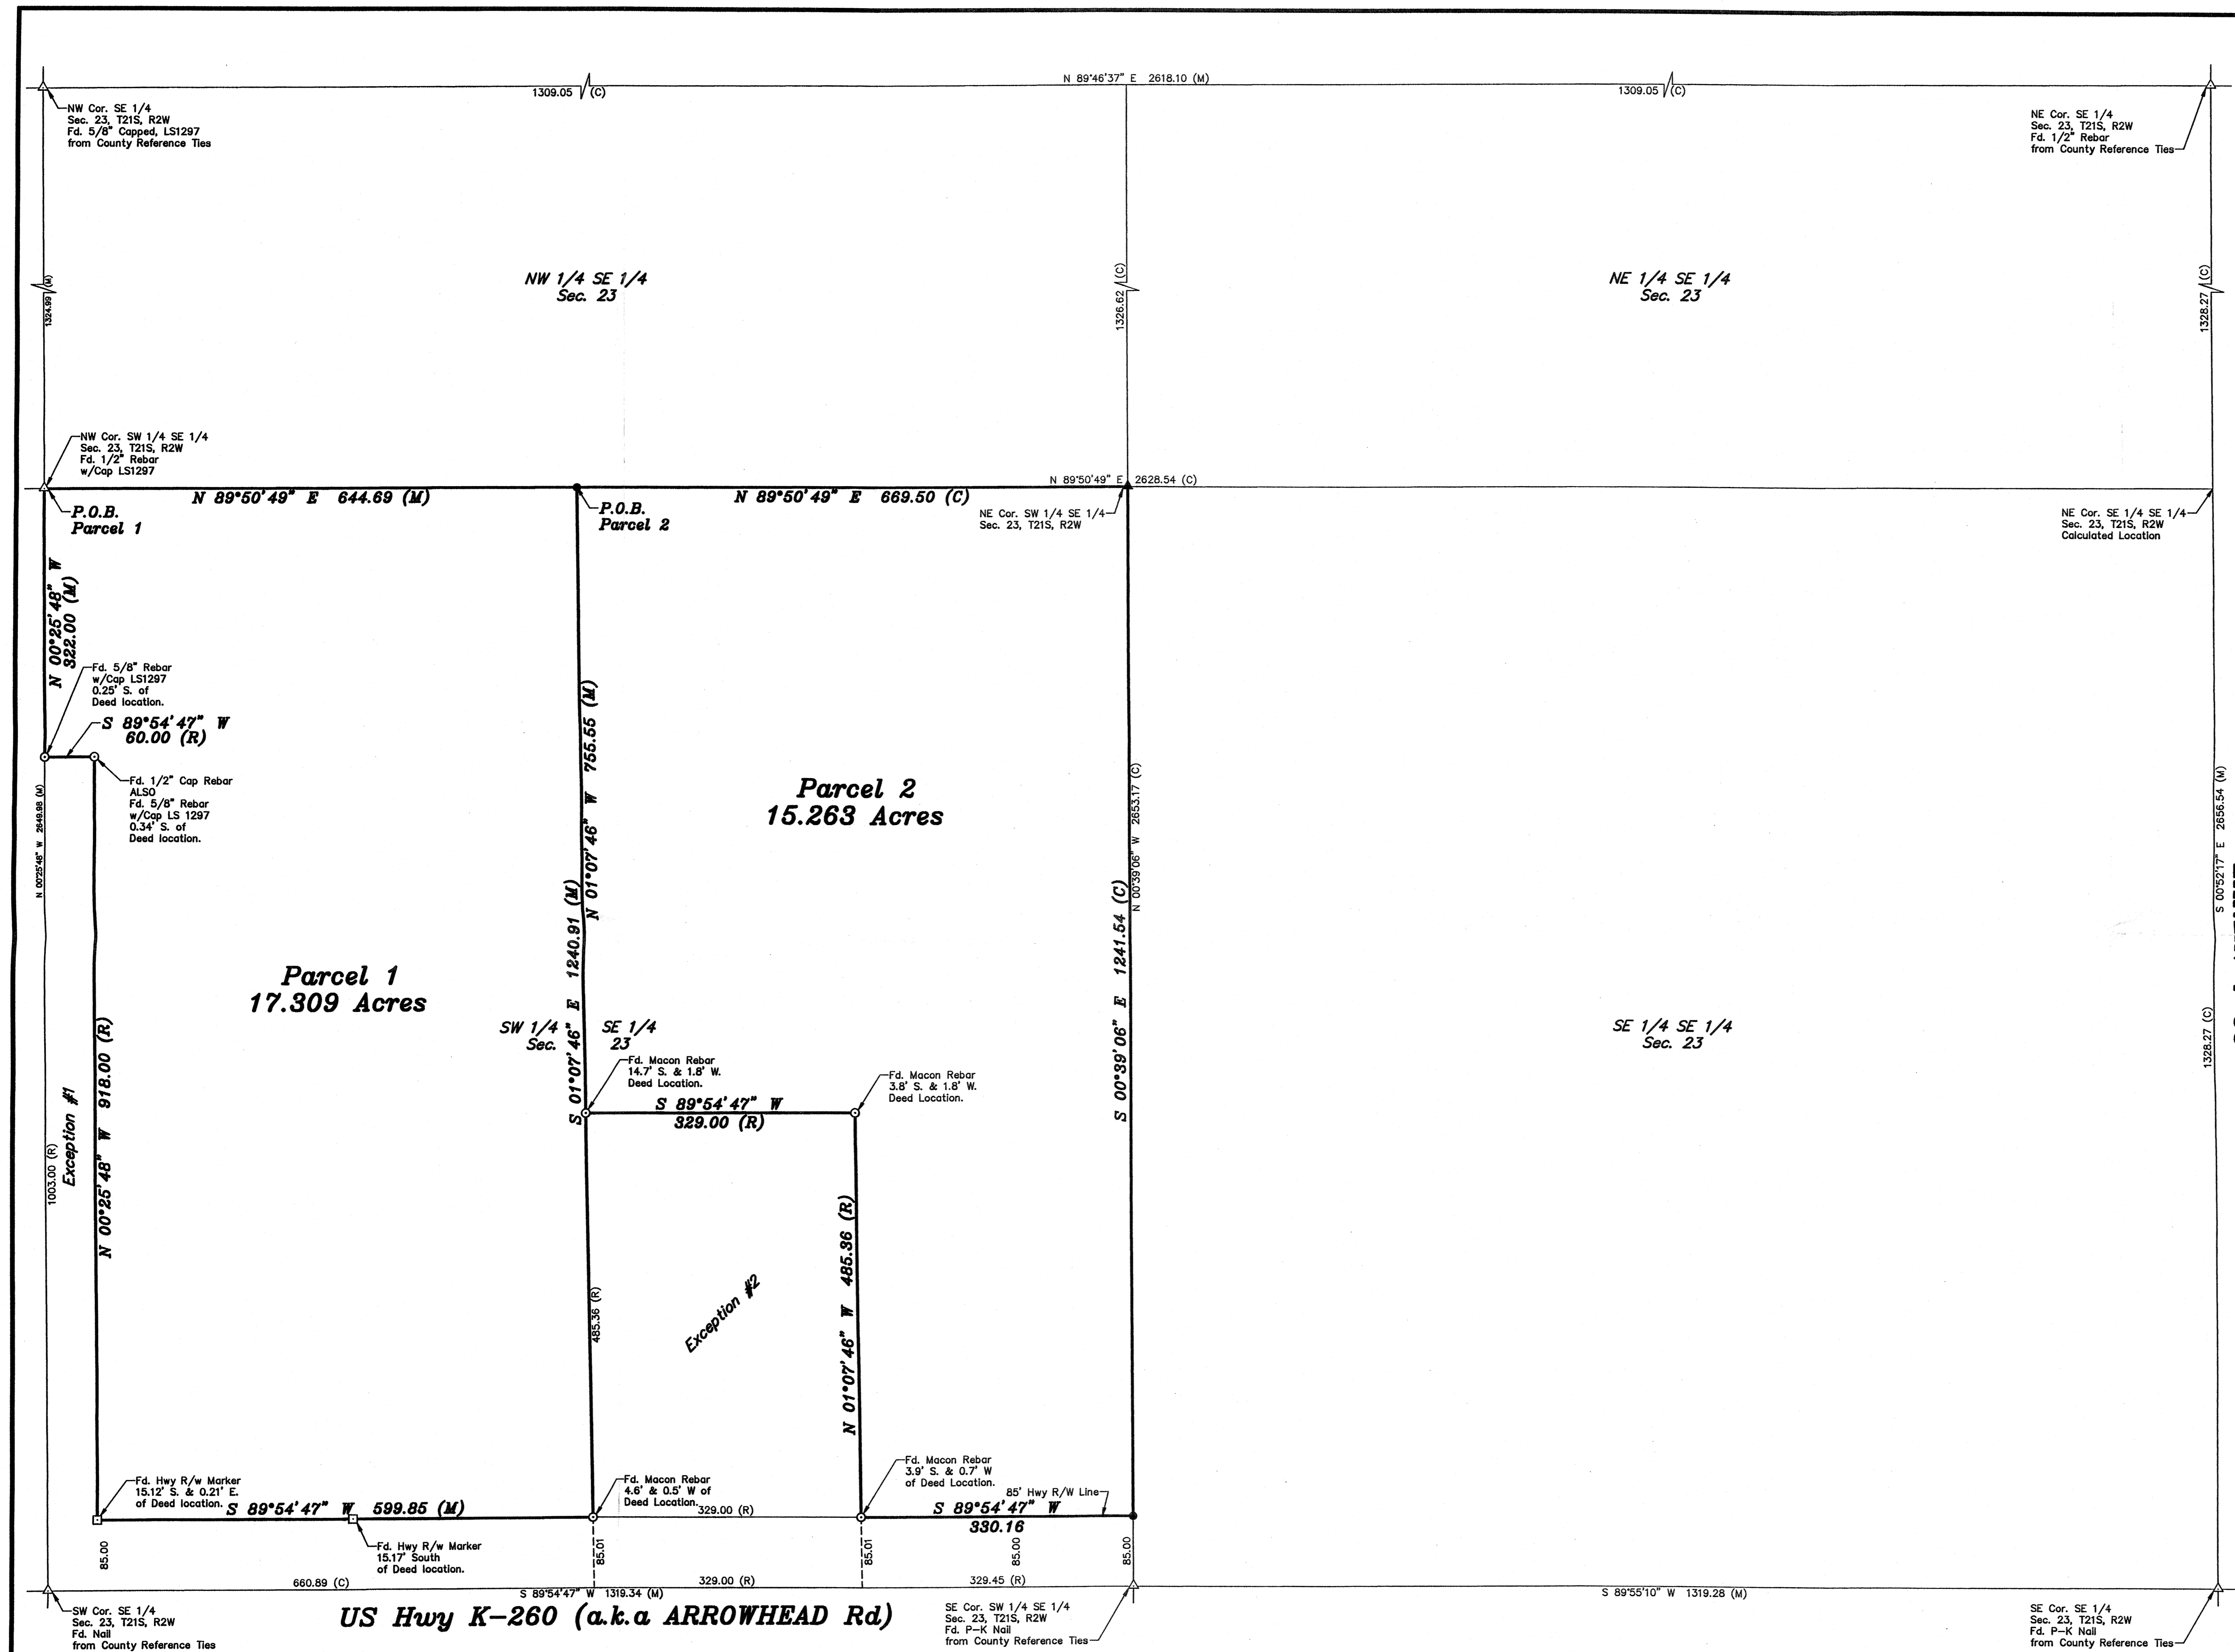 N 89°46'37" E 2618.10 (M)
1309.05 (C)
1309.05 (C)
NW Cor. SE 1/4
Sec. 23, T21S, R2W
Fd. 5/8" Capped, LS1297
from County Reference Ties
NE Cor. SE 1/4
Sec. 23, T21S, R2W
Fd. 1/2" Rebar
from County Reference Ties
1324.99 (M)
NW 1/4 SE 1/4
Sec. 23
1326.62 (C)
NE 1/4 SE 1/4
Sec. 23
1328.27 (C)
NW Cor. SW 1/4 SE 1/4
Sec. 23, T21S, R2W
Fd. 1/2" Rebar
w/Cap LS1297
N 89°50'49" E 644.69 (M)
N 89°50'49" E 669.50 (C)
N 89°50'49" E 2628.54 (C)
P.O.B.
Parcel 1
P.O.B.
Parcel 2
NE Cor. SW 1/4 SE 1/4
Sec. 23, T21S, R2W
NE Cor. SE 1/4 SE 1/4
Sec. 23, T21S, R2W
Calculated Location
N 00°25'48" W
322.00 (M)
Fd. 5/8" Rebar
w/Cap LS1297
0.25' S. of
Deed location.
S 89°54'47" W
60.00 (R)
Fd. 1/2" Cap Rebar
ALSO
Fd. 5/8" Rebar
w/Cap LS 1297
0.34' S. of
Deed location.
N 00°25'48" W 2649.98 (M)
N 01°07'46" W 755.55 (M)
Parcel 2
15.263 Acres
N 00°39'06" W 2653.17 (C)
S 00°52'17" E 2656.54 (M)
S 01°07'46" E 1240.91 (M)
S 00°39'06" E 1241.54 (C)
Parcel 1
17.309 Acres
SW 1/4 SE 1/4
Sec. 23
SE 1/4 SE 1/4
Sec. 23
1328.27 (C)
Fd. Macon Rebar
14.7' S. & 1.8' W.
Deed Location.
Fd. Macon Rebar
3.8' S. & 1.8' W.
Deed Location.
S 89°54'47" W
329.00 (R)
1003.00 (R)
Exception #1
N 00°25'48" W 918.00 (R)
485.36 (R)
Exception #2
N 01°07'46" W 485.36 (R)
Fd. Hwy R/w Marker
15.12' S. & 0.21' E.
of Deed location.
S 89°54'47" W 599.85 (M)
Fd. Macon Rebar
4.6' & 0.5' W of
Deed Location.
329.00 (R)
Fd. Macon Rebar
3.9' S. & 0.7' W
of Deed Location.
85' Hwy R/W Line
S 89°54'47" W
330.16
Fd. Hwy R/w Marker
15.17' South
of Deed location.
85.00
85.01
85.01
85.00
85.00
660.89 (C)
329.00 (R)
329.45 (R)
S 89°54'47" W 1319.34 (M)
S 89°55'10" W 1319.28 (M)
US Hwy K-260 (a.k.a ARROWHEAD Rd)
SW Cor. SE 1/4
Sec. 23, T21S, R2W
Fd. Nail
from County Reference Ties
SE Cor. SW 1/4 SE 1/4
Sec. 23, T21S, R2W
Fd. P-K Nail
from County Reference Ties
SE Cor. SE 1/4
Sec. 23, T21S, R2W
Fd. P-K Nail
from County Reference Ties